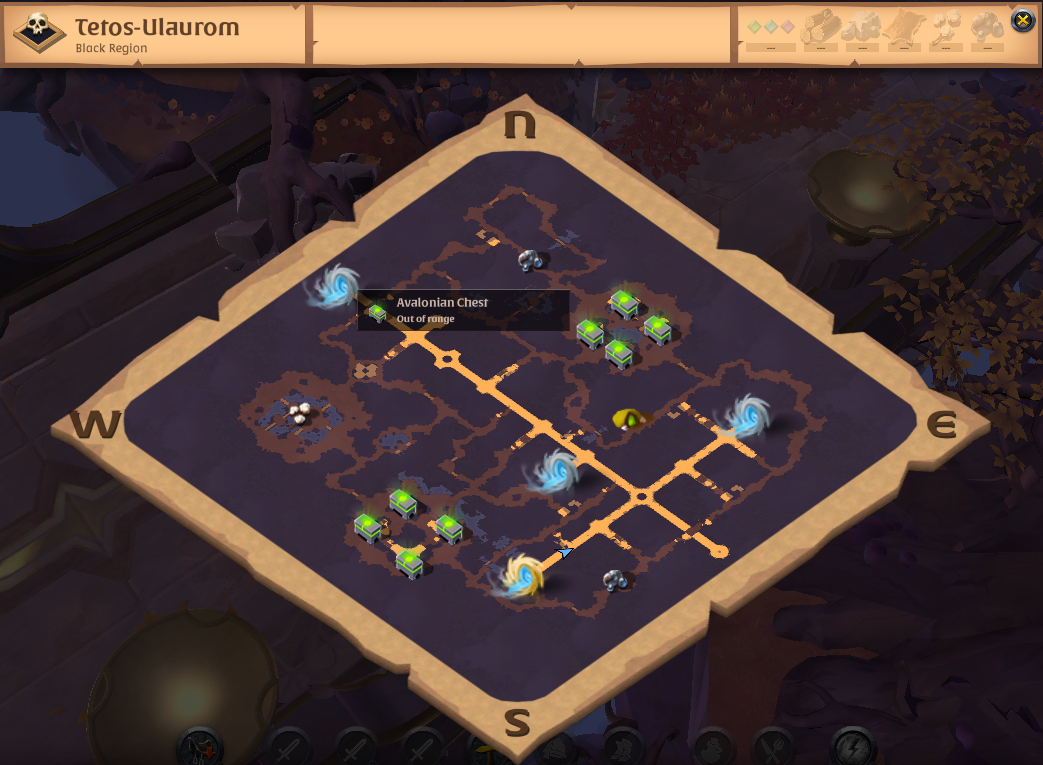 Tetos-Ulaurom
Black Region
---
---
---
---
---
---
N
Avalonian Chest
Out of range
W
E
S